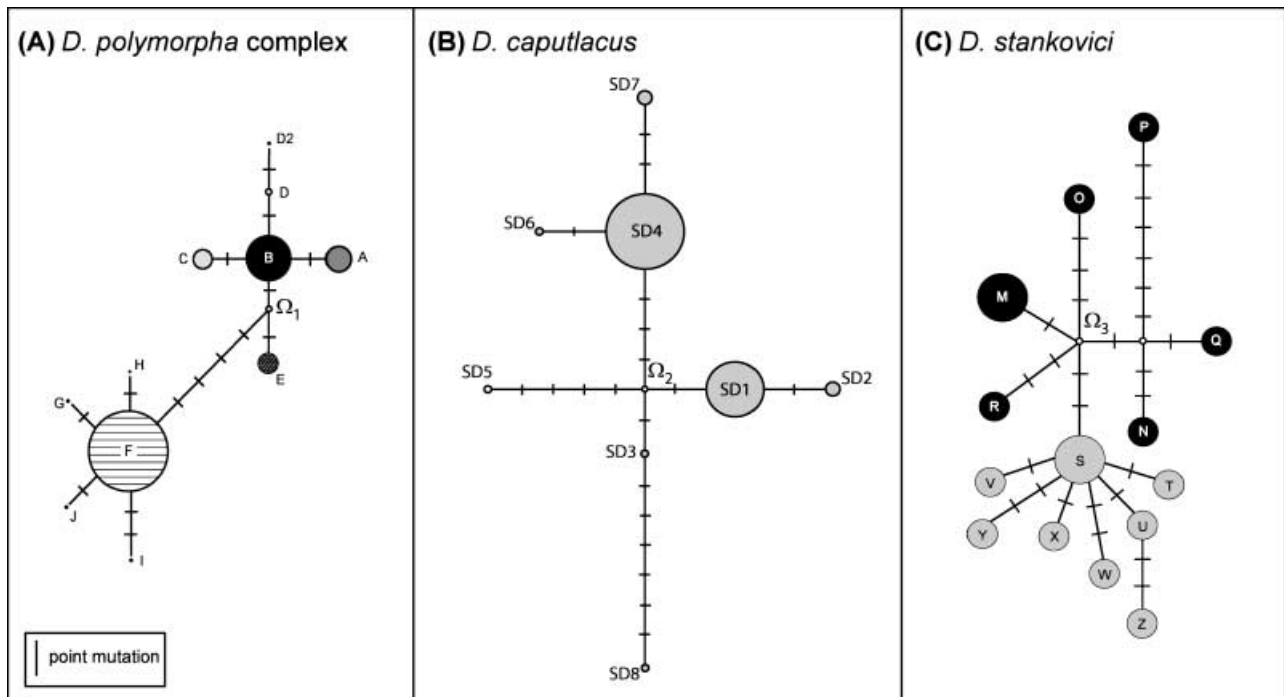 (A) D. polymorpha complex
D2
D
C
B
A
Ω1
E
H
G
F
J
I
point mutation
(B) D. caputlacus
SD7
SD6
SD4
Ω2
SD5
SD1
SD2
SD3
SD8
(C) D. stankovici
P
O
M
Ω3
Q
R
N
S
V
T
Y
X
U
W
Z